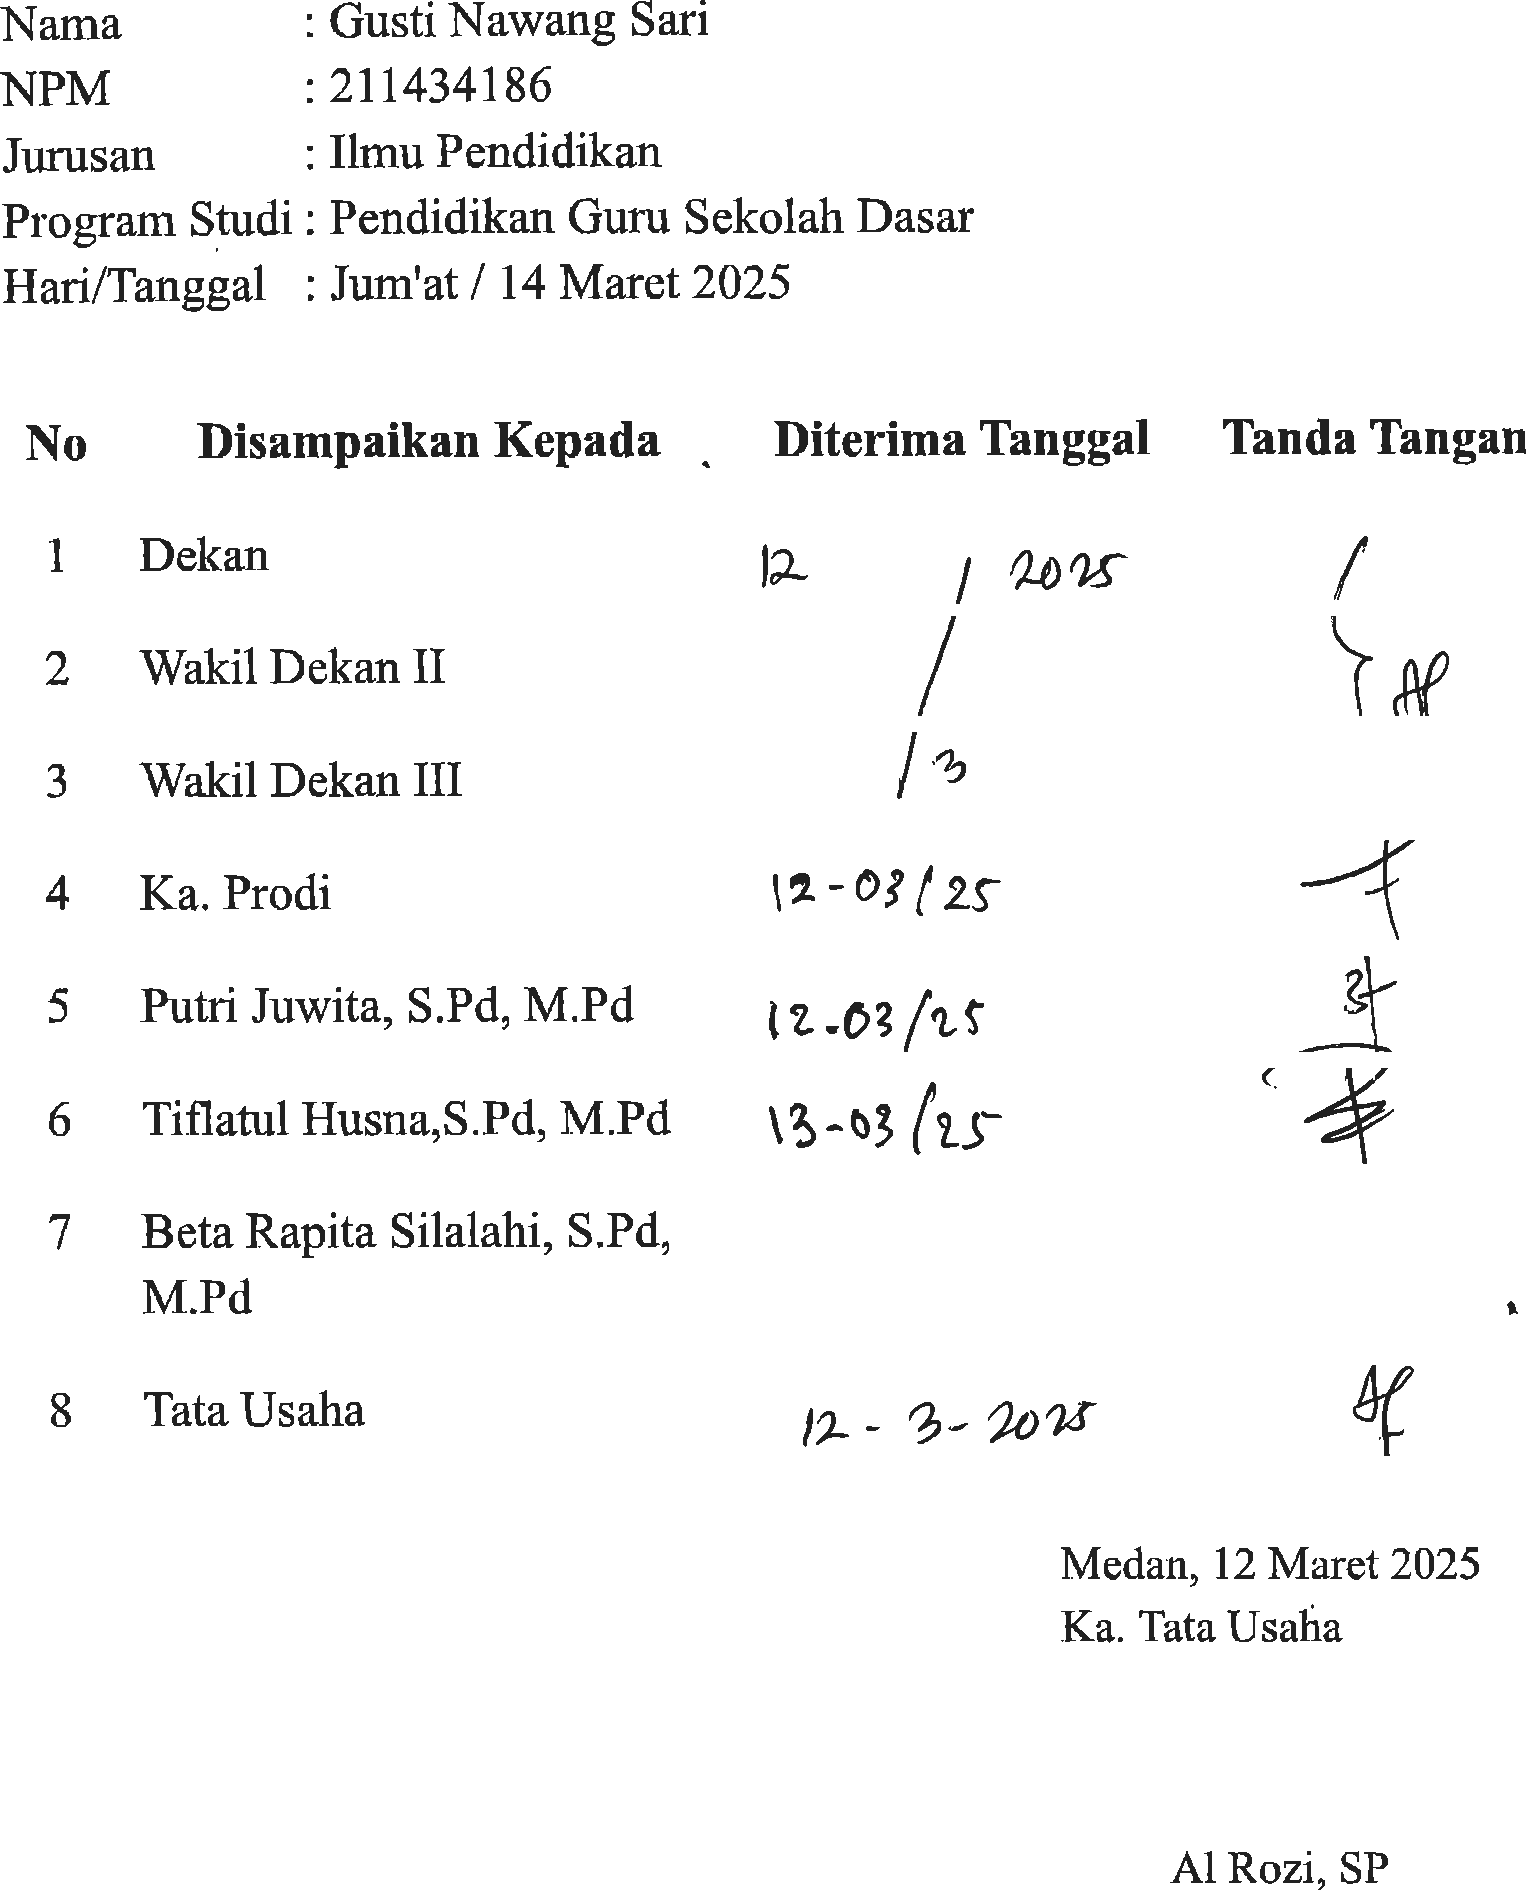 Nama : Gusti Nawang Sari
NPM : 211434186
Jurusan : Ilmu Pendidikan
Program Studi : Pendidikan Guru Sekolah Dasar
Hari/Tanggal : Jum'at / 14 Maret 2025
No Disampaikan Kepada Diterima Tanggal Tanda Tangan
1 Dekan 12 / 2025
2 Wakil Dekan II
3 Wakil Dekan III / 3
4 Ka. Prodi 12-03/25
5 Putri Juwita, S.Pd, M.Pd 12-03/25
6 Tiflatul Husna,S.Pd, M.Pd 13-03/25
7 Beta Rapita Silalahi, S.Pd,
M.Pd
8 Tata Usaha 12 - 3 - 2025
Medan, 12 Maret 2025
Ka. Tata Usaha
Al Rozi, SP